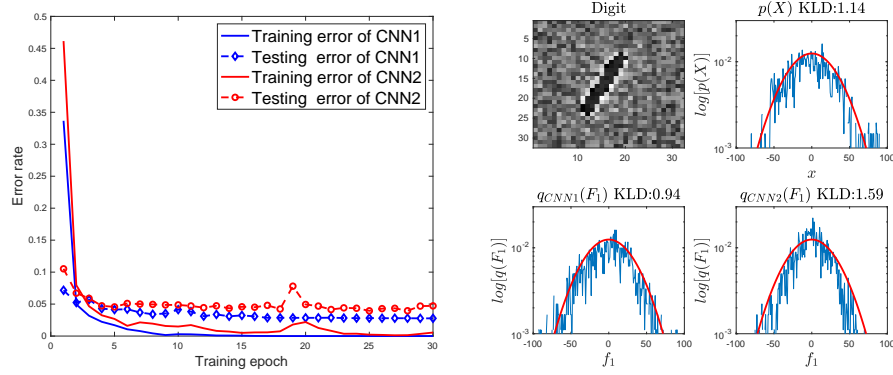 0.5
0.45
0.4
0.35
0.3
0.25
0.2
0.15
0.1
0.05
0
Error rate
0 5 10 15 20 25 30
Training epoch
Training error of CNN1
Testing error of CNN1
Training error of CNN2
Testing error of CNN2
Digit
5
10
15
20
25
30
10 20 30
p(X) KLD:1.14
log[p(X)]
10^-2
10^-3
-100 -50 0 50 100
x
q_CNN1(F_1) KLD:0.94
log[q(F_1)]
10^-2
10^-3
-100 -50 0 50 100
f_1
q_CNN2(F_1) KLD:1.59
log[q(F_1)]
10^-2
10^-3
-100 -50 0 50 100
f_1